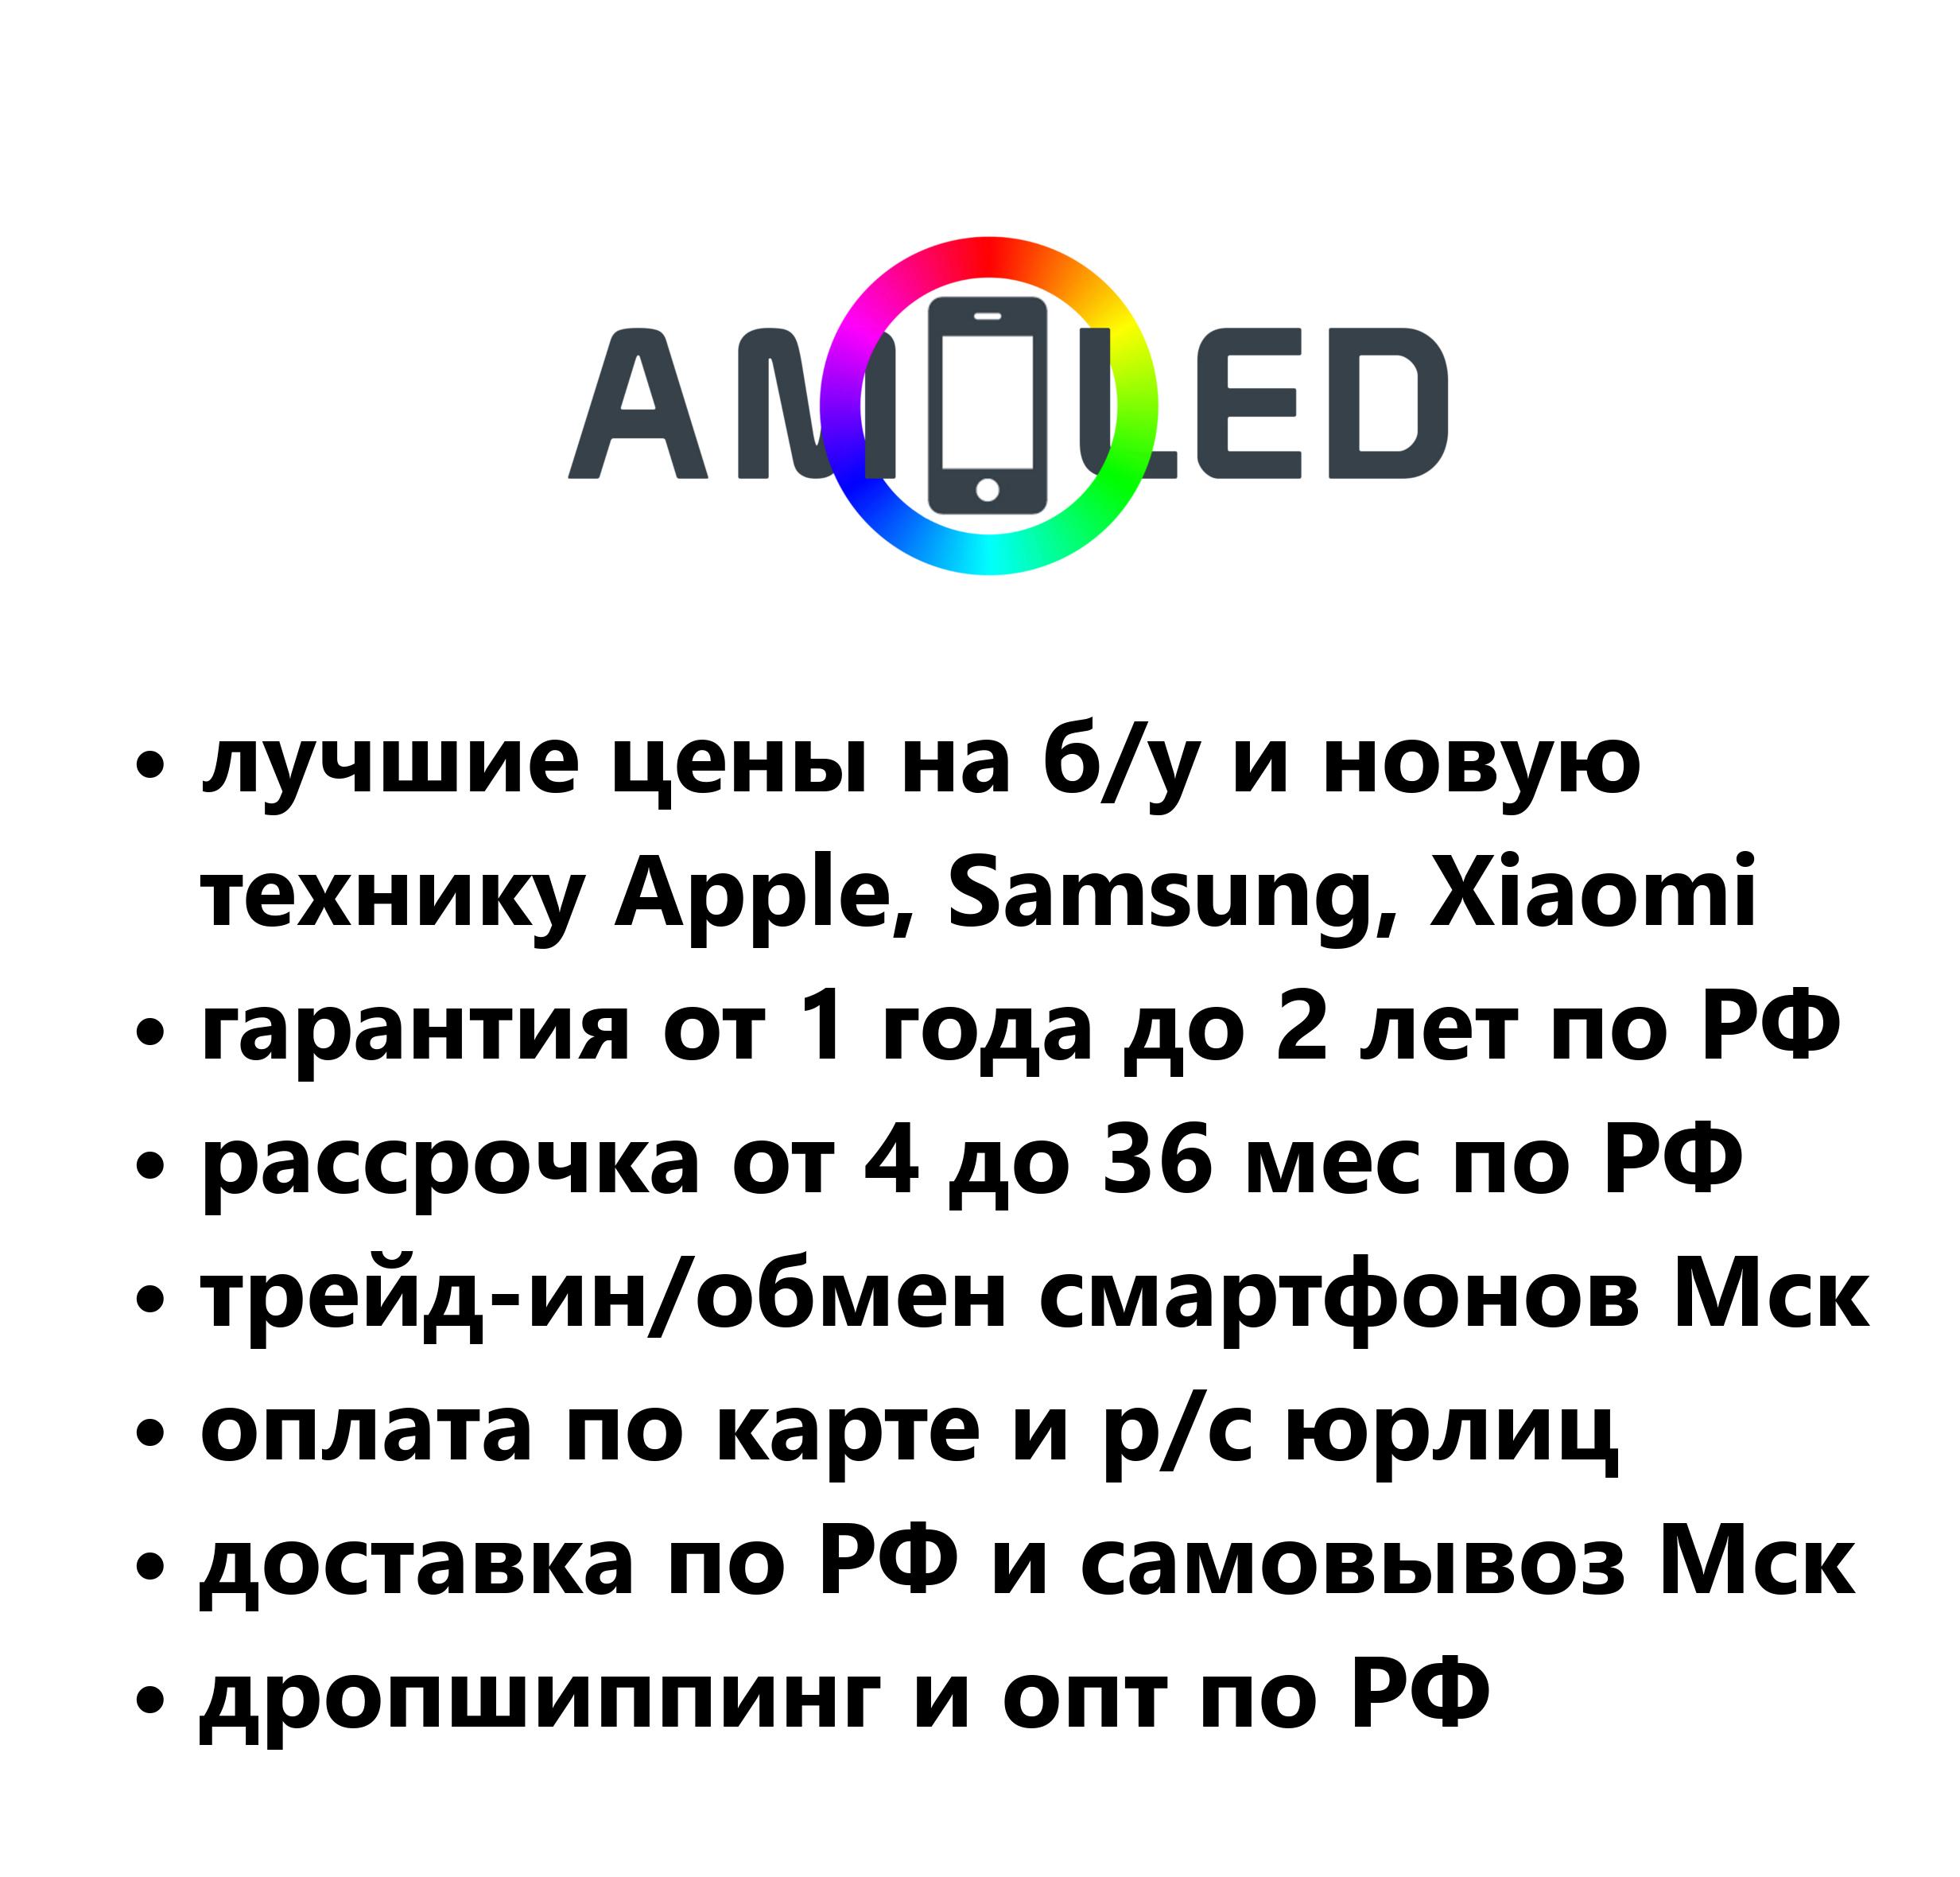 AMOLED
• лучшие цены на б/у и новую
технику Apple, Samsung, Xiaomi
• гарантия от 1 года до 2 лет по РФ
• рассрочка от 4 до 36 мес по РФ
• трейд-ин/обмен смартфонов Мск
• оплата по карте и р/с юрлиц
• доставка по РФ и самовывоз Мск
• дропшиппинг и опт по РФ